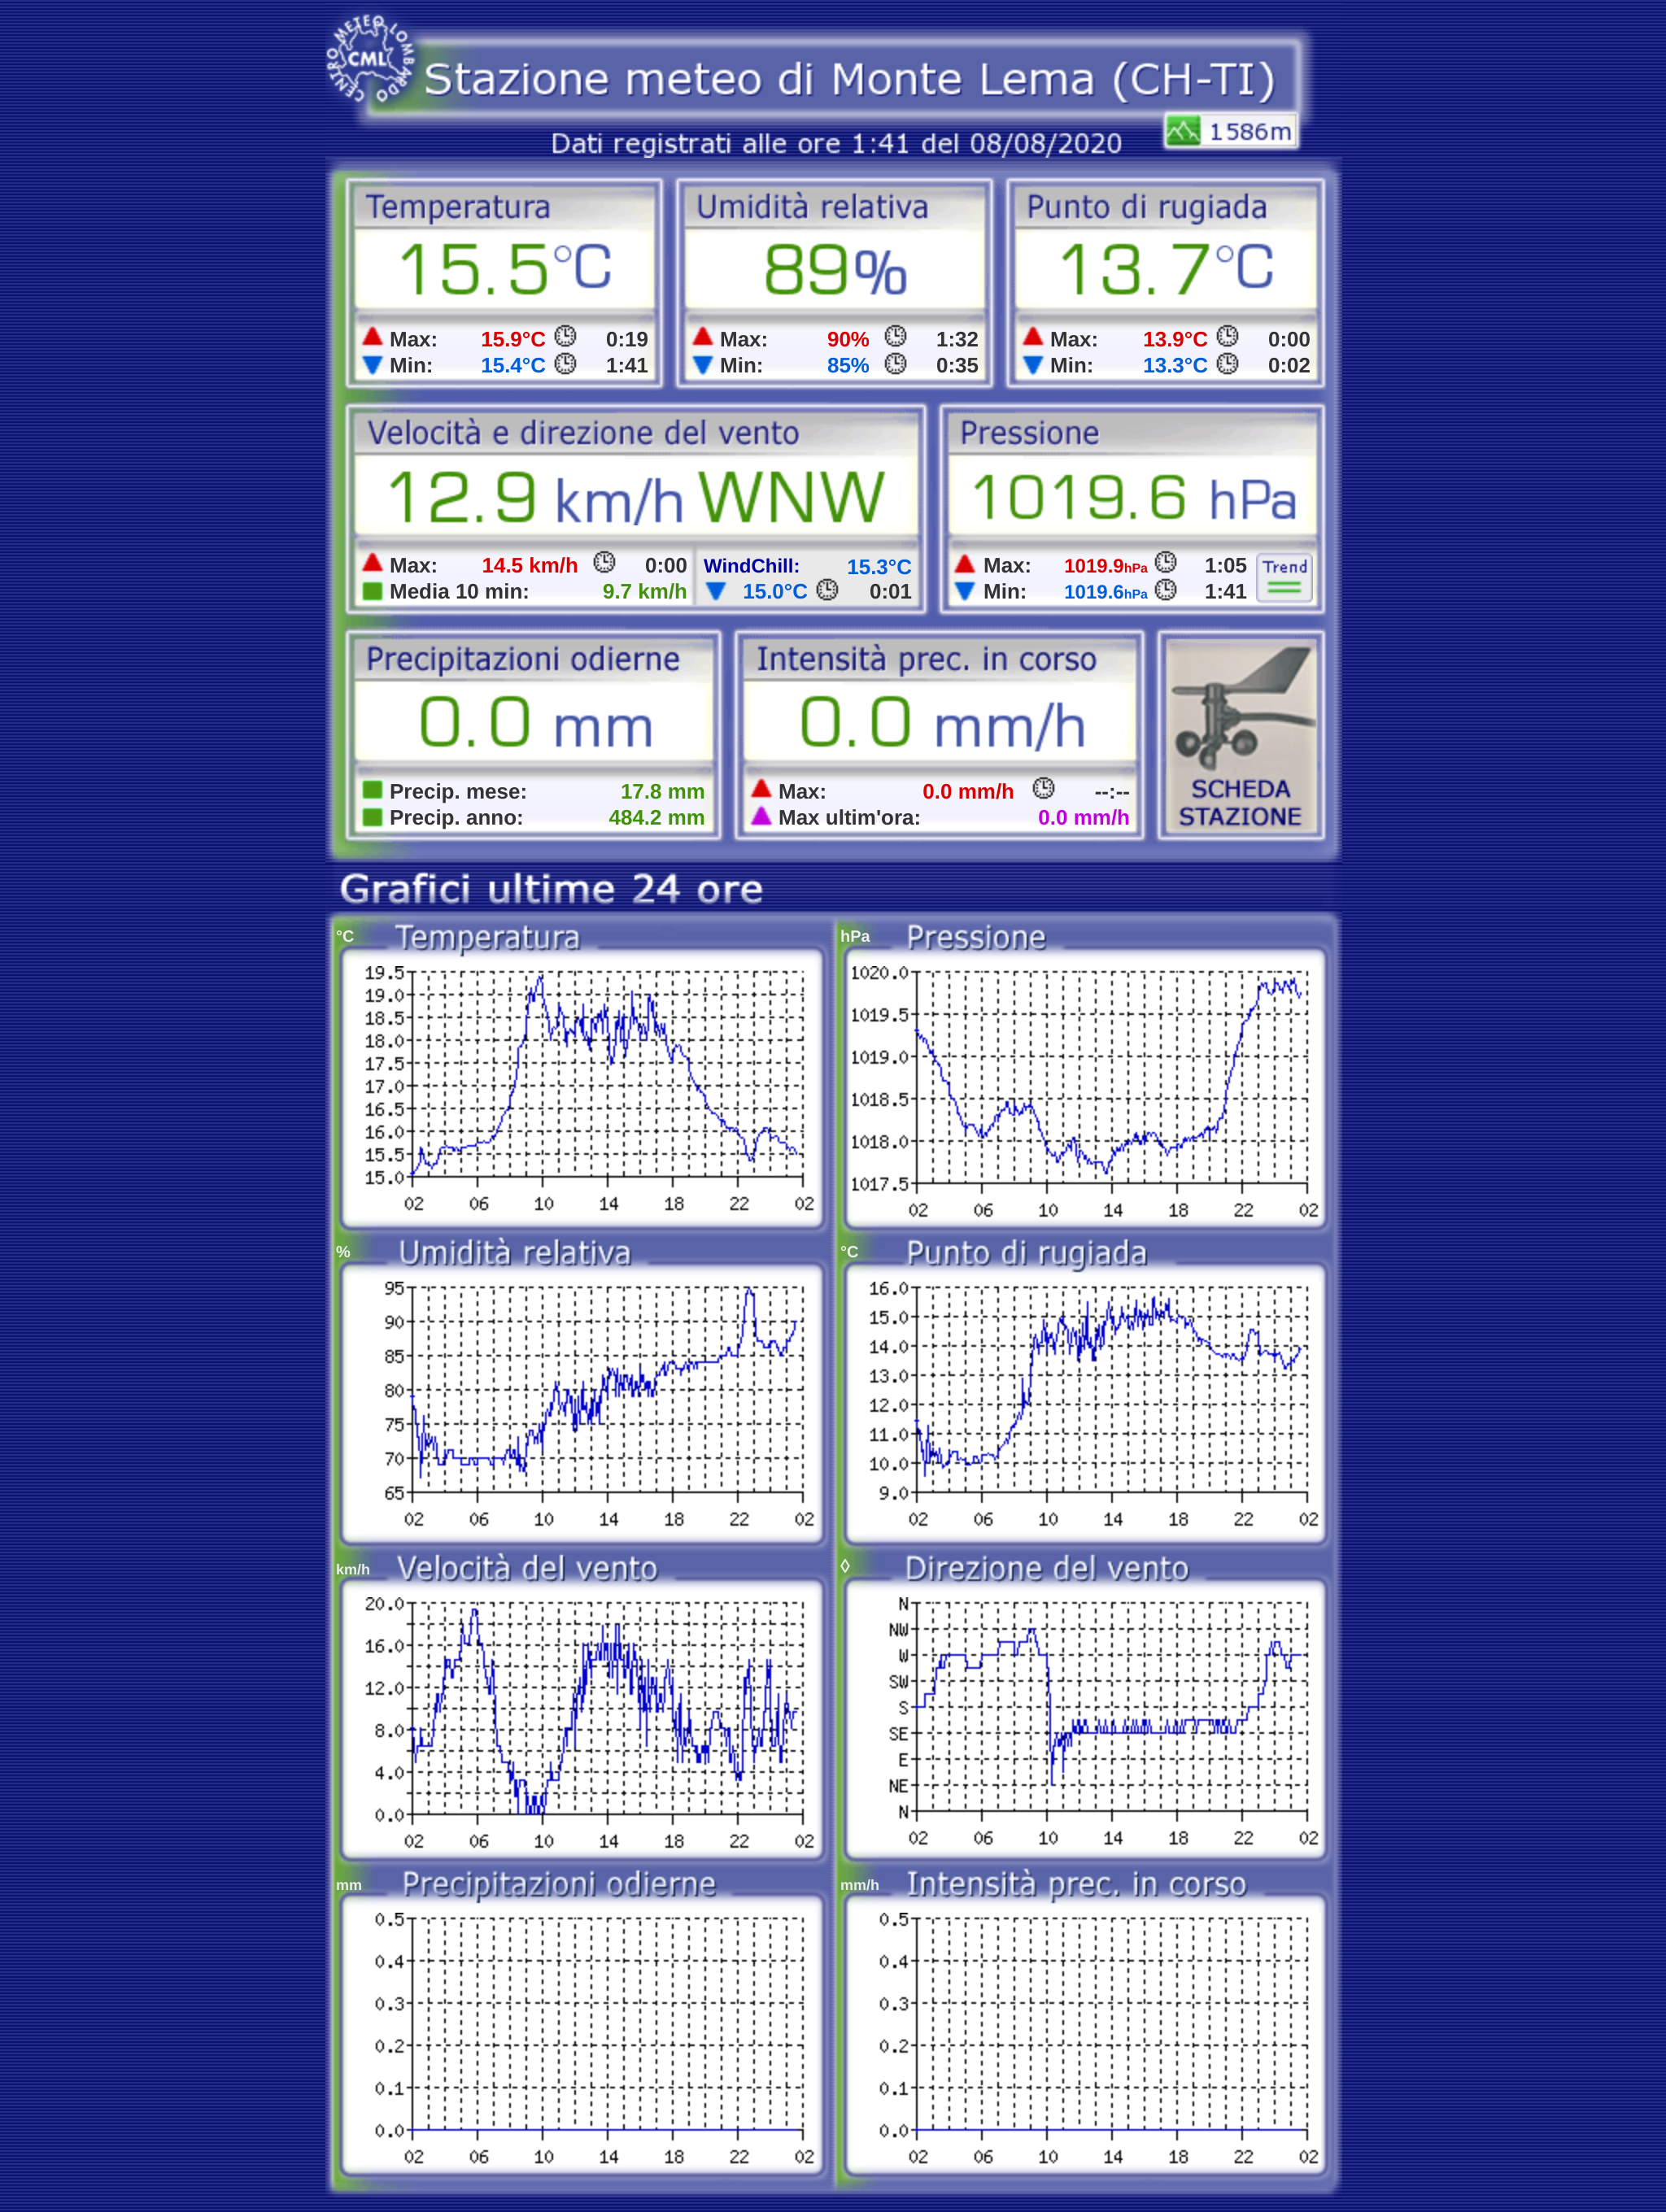 CENTRO METEO LOMBARDO
CML
Stazione meteo di Monte Lema (CH-TI)
1586m
Dati registrati alle ore 1:41 del 08/08/2020
Temperatura Umidità relativa Punto di rugiada
15.5°C 89% 13.7°C
Max: 15.9°C 0:19 Max: 90% 1:32 Max: 13.9°C 0:00
Min: 15.4°C 1:41 Min: 85% 0:35 Min: 13.3°C 0:02
Velocità e direzione del vento Pressione
12.9 km/h WNW 1019.6 hPa
Max: 14.5 km/h 0:00 WindChill: 15.3°C Max: 1019.9hPa 1:05 Trend
Media 10 min: 9.7 km/h 15.0°C 0:01 Min: 1019.6hPa 1:41
Precipitazioni odierne Intensità prec. in corso
0.0 mm 0.0 mm/h
Precip. mese: 17.8 mm Max: 0.0 mm/h --:--
Precip. anno: 484.2 mm Max ultim'ora: 0.0 mm/h
SCHEDA
STAZIONE
Grafici ultime 24 ore
°C Temperatura
19.5
19.0
18.5
18.0
17.5
17.0
16.5
16.0
15.5
15.0
02 06 10 14 18 22 02
hPa Pressione
1020.0
1019.5
1019.0
1018.5
1018.0
1017.5
02 06 10 14 18 22 02
% Umidità relativa
95
90
85
80
75
70
65
02 06 10 14 18 22 02
°C Punto di rugiada
16.0
15.0
14.0
13.0
12.0
11.0
10.0
9.0
02 06 10 14 18 22 02
km/h Velocità del vento
20.0
16.0
12.0
8.0
4.0
0.0
02 06 10 14 18 22 02
◊ Direzione del vento
N
NW
W
SW
S
SE
E
NE
N
02 06 10 14 18 22 02
mm Precipitazioni odierne
0.5
0.4
0.3
0.2
0.1
0.0
02 06 10 14 18 22 02
mm/h Intensità prec. in corso
0.5
0.4
0.3
0.2
0.1
0.0
02 06 10 14 18 22 02